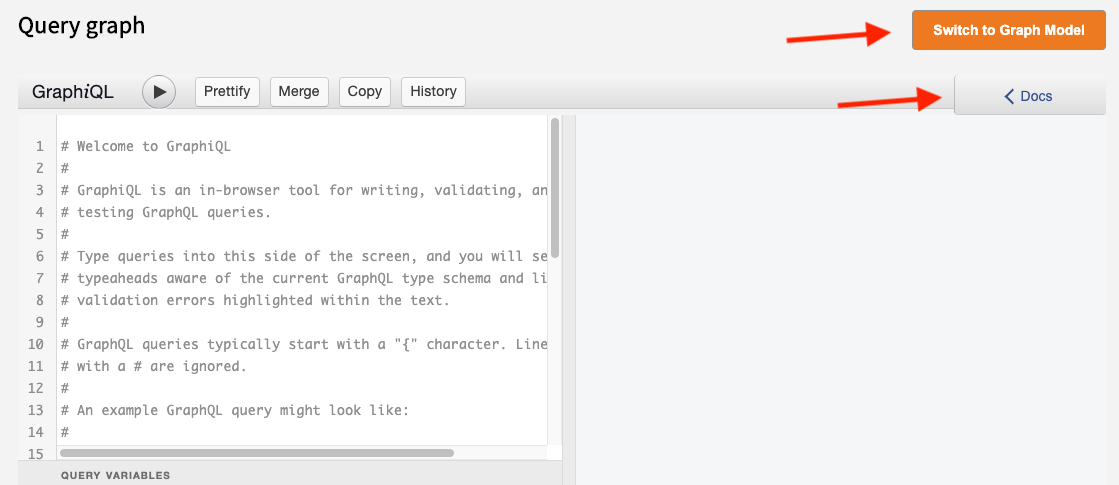 Query graph
Switch to Graph Model
GraphiQL
Prettify
Merge
Copy
History
Docs
1 # Welcome to GraphiQL
2 #
3 # GraphiQL is an in-browser tool for writing, validating, an
4 # testing GraphQL queries.
5 #
6 # Type queries into this side of the screen, and you will se
7 # typeaheads aware of the current GraphQL type schema and li
8 # validation errors highlighted within the text.
9 #
10 # GraphQL queries typically start with a "{" character. Line
11 # with a # are ignored.
12 #
13 # An example GraphQL query might look like:
14 #
15
QUERY VARIABLES